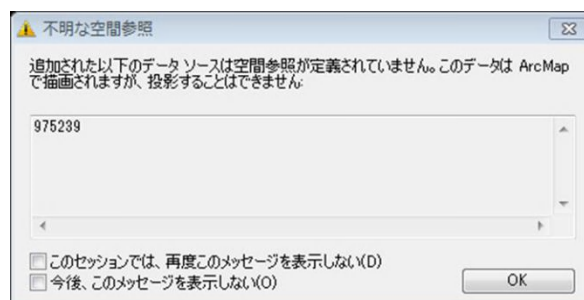 不明な空間参照
追加された以下のデータ ソースは空間参照が定義されていません。このデータは ArcMap
で描画されますが、投影することはできません:
975239
このセッションでは、再度このメッセージを表示しない(D)
今後、このメッセージを表示しない(O)
OK